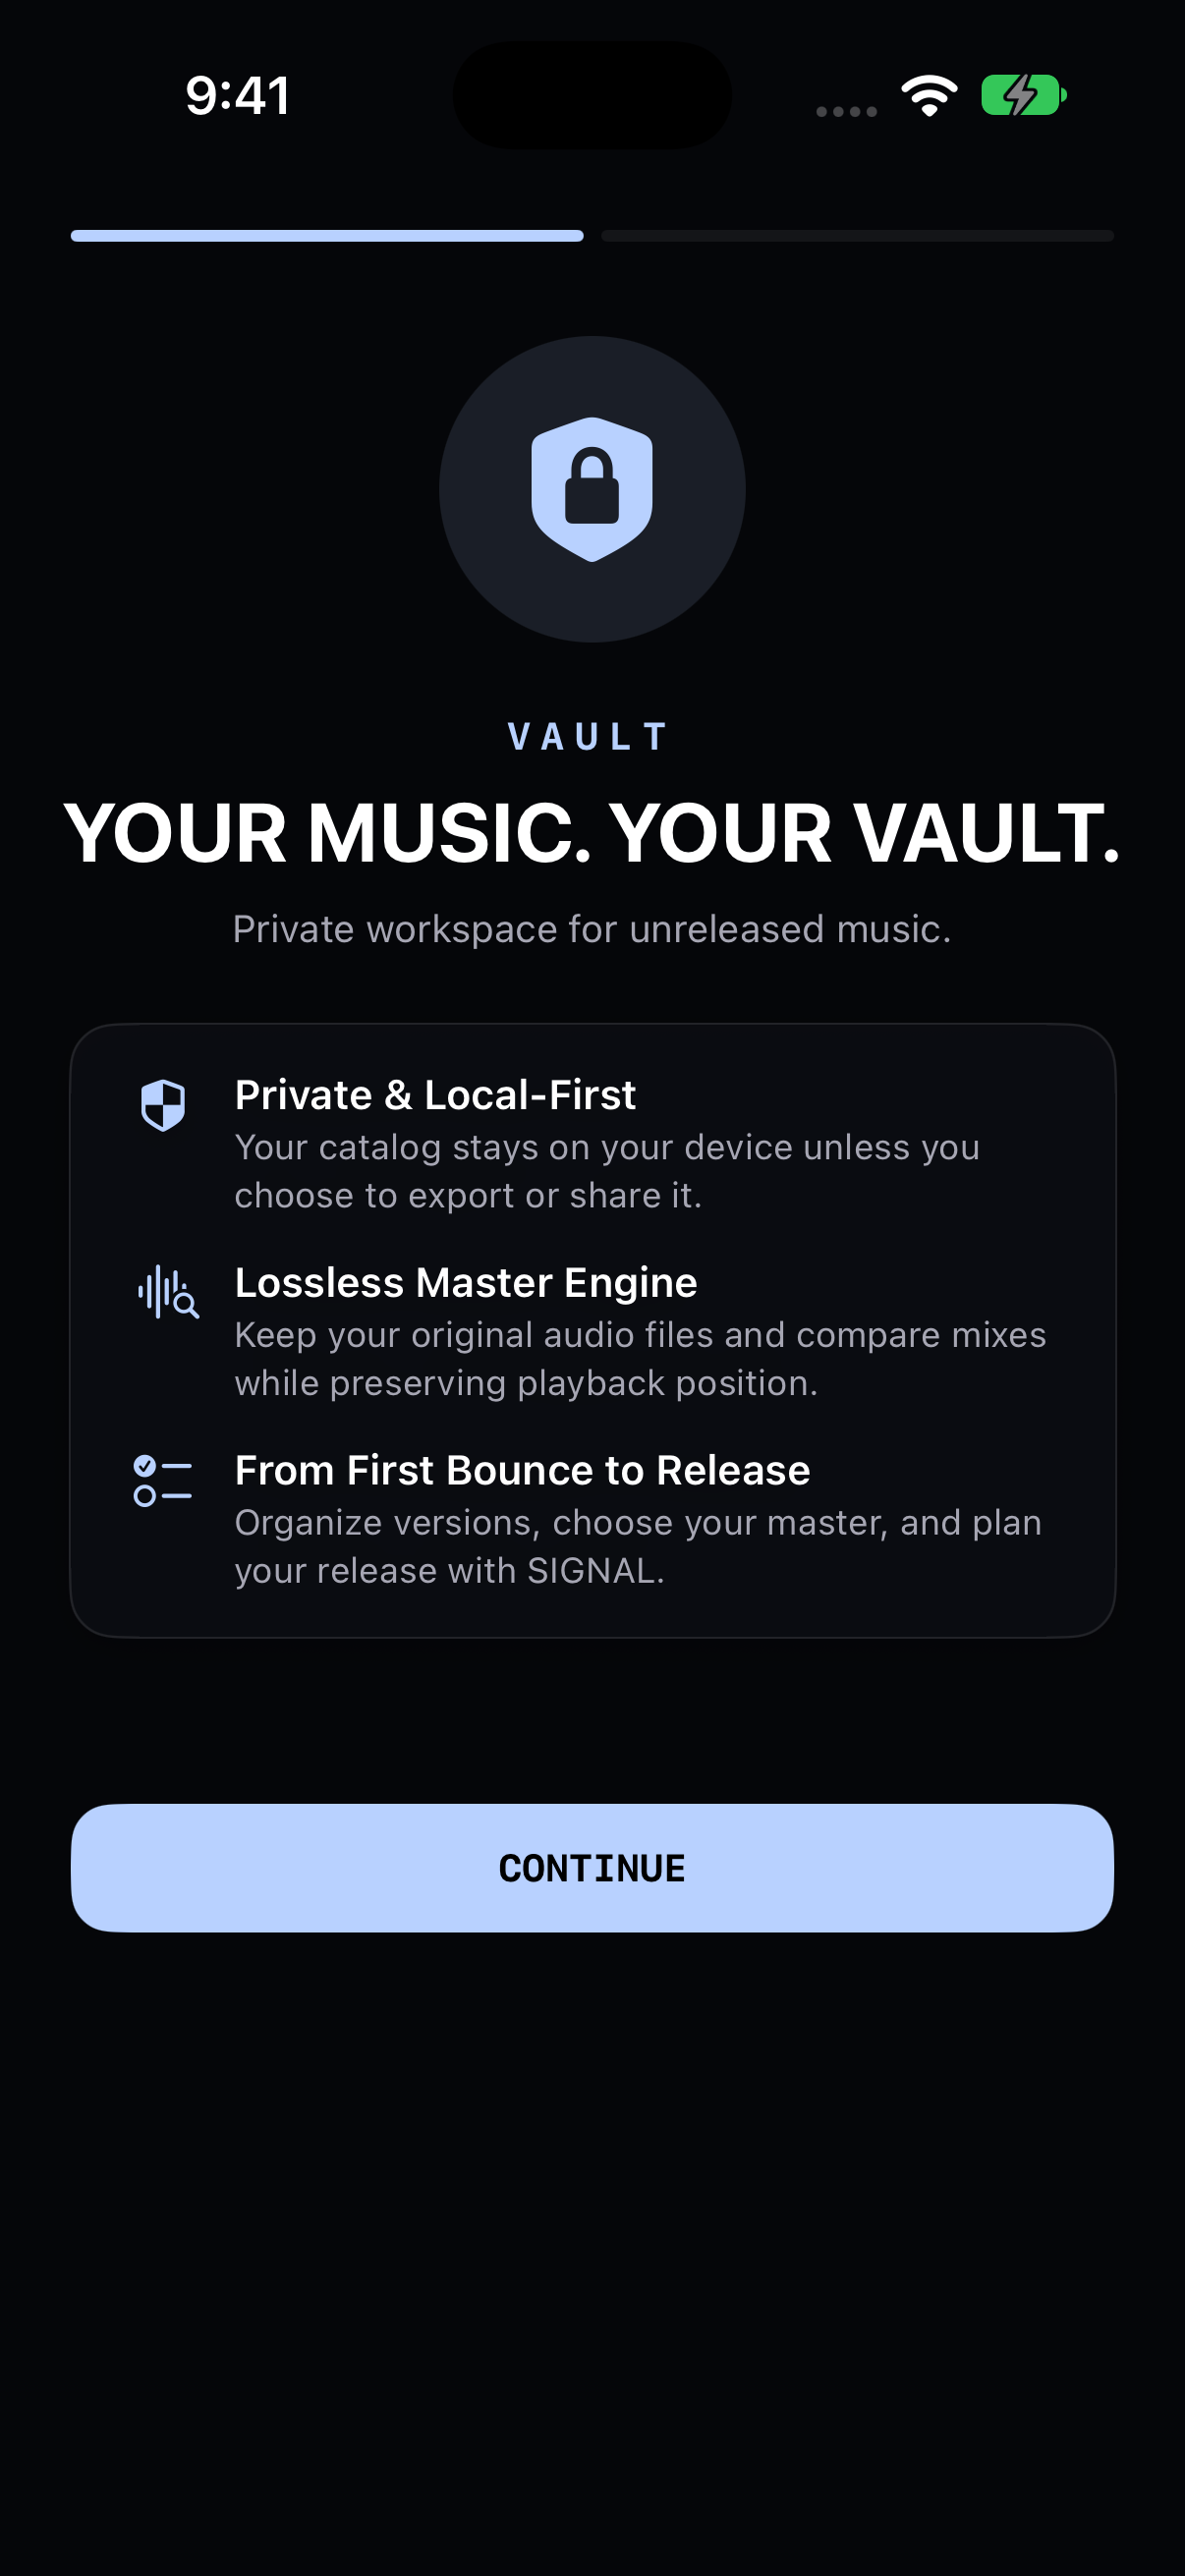 9:41
VAULT
YOUR MUSIC. YOUR VAULT.
Private workspace for unreleased music.
Private & Local-First
Your catalog stays on your device unless you
choose to export or share it.
Lossless Master Engine
Keep your original audio files and compare mixes
while preserving playback position.
From First Bounce to Release
Organize versions, choose your master, and plan
your release with SIGNAL.
CONTINUE